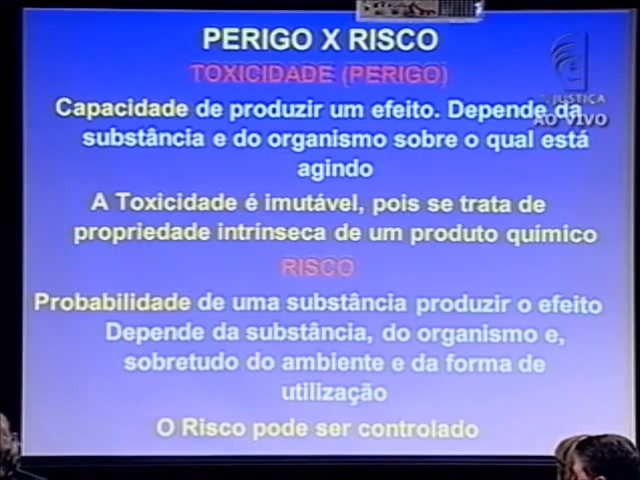 PERIGO X RISCO
TOXICIDADE (PERIGO)
Capacidade de produzir um efeito. Depende da
substância e do organismo sobre o qual está
agindo
A Toxicidade é imutável, pois se trata de
propriedade intrínseca de um produto químico
RISCO
Probabilidade de uma substância produzir o efeito
Depende da substância, do organismo e,
sobretudo do ambiente e da forma de
utilização
O Risco pode ser controlado
JUSTIÇA
AO VIVO